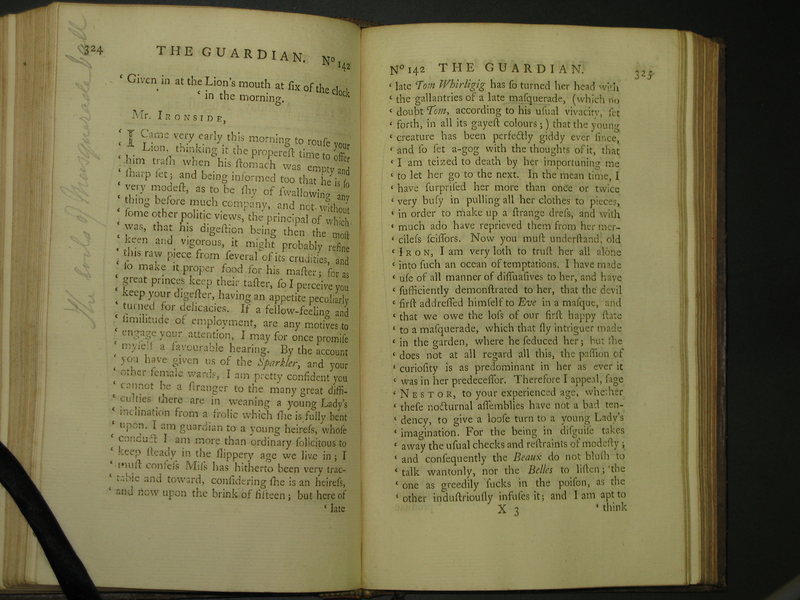 324 THE GUARDIAN. No 142
‘ Given in at the Lion's mouth at ſix of the clock
‘ in the morning.
Mr. IRONSIDE,
‘ I Came very early this morning to rouſe your
‘ Lion, thinking it the propereſt time to offer
‘ him traſh when his ſtomach was empty and
‘ ſharp ſet; and being informed too that he is ſo
‘ very modeſt, as to be ſhy of ſwallowing any
‘ thing before much company, and not without
‘ ſome other politic views, the principal of which
‘ was, that his digeſtion being then the moſt
‘ keen and vigorous, it might probably refine
‘ this raw piece from ſeveral of its crudities, and
‘ ſo make it proper food for his maſter; for as
‘ great princes keep their taſter, ſo I perceive you
‘ keep your digeſter, having an appetite peculiarly
‘ turned for delicacies. If a fellow-feeling and
‘ ſimilitude of employment, are any motives to
‘ engage your attention, I may for once promiſe
‘ myſelf a favourable hearing. By the account
‘ you have given us of the Sparkler, and your
‘ other female wards, I am pretty confident you
‘ cannot be a ſtranger to the many great diffi-
‘ culties there are in weaning a young Lady's
‘ inclination from a frolic which ſhe is fully bent
‘ upon. I am guardian to a young heireſs, whoſe
‘ conduct I am more than ordinary ſolicitous to
‘ keep ſteady in the ſlippery age we live in; I
‘ muſt confeſs Miſs has hitherto been very trac-
‘ table and toward, conſidering ſhe is an heireſs,
‘ and now upon the brink of fifteen; but here of
‘ late
The of Masquerade ball
No 142 THE GUARDIAN. 325
‘ late Tom Whirligig has ſo turned her head with
‘ the gallantries of a late maſquerade, (which no
‘ doubt Tom, according to his uſual vivacity, ſet
‘ forth, in all its gayeſt colours;) that the young
‘ creature has been perfectly giddy ever ſince,
‘ and ſo ſet a-gog with the thoughts of it, that
‘ I am teized to death by her importuning me
‘ to let her go to the next. In the mean time, I
‘ have ſurpriſed her more than once or twice
‘ very buſy in pulling all her clothes to pieces,
‘ in order to make up a ſtrange dreſs, and with
‘ much ado have reprieved them from her mer-
‘ cileſs ſciſſors. Now you muſt underſtand, old
‘ IRON, I am very loth to truſt her all alone
‘ into ſuch an ocean of temptations. I have made
‘ uſe of all manner of diſſuaſives to her, and have
‘ ſufficiently demonſtrated to her, that the devil
‘ firſt addreſſed himſelf to Eve in a maſque, and
‘ that we owe the loſs of our firſt happy ſtate
‘ to a maſquerade, which that ſly intriguer made
‘ in the garden, where he ſeduced her; but ſhe
‘ does not at all regard all this, the paſſion of
‘ curioſity is as predominant in her as ever it
‘ was in her predeceſſor. Therefore I appeal, ſage
‘ NESTOR, to your experienced age, whether
‘ theſe nocturnal aſſemblies have not a bad ten-
‘ dency, to give a looſe turn to a young Lady's
‘ imagination. For the being in diſguiſe takes
‘ away the uſual checks and reſtraints of modeſty;
‘ and conſequently the Beaux do not bluſh to
‘ talk wantonly, nor the Belles to liſten; the
‘ one as greedily ſucks in the poiſon, as the
‘ other induſtriouſly infuſes it; and I am apt to
X 3 ‘ think